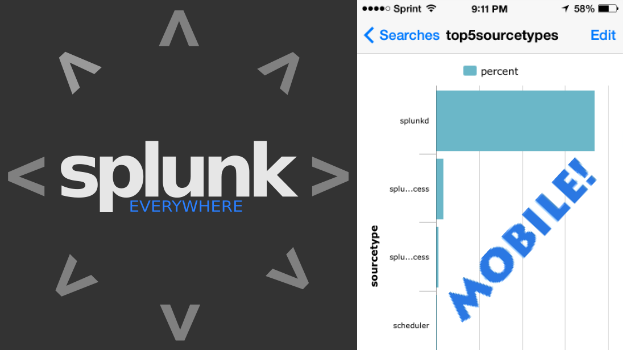 splunk
EVERYWHERE
Sprint 9:11 PM 58%
Searches top5sourcetypes Edit
percent
splunkd
splu...cess
splu...cess
scheduler
sourcetype
MOBILE!